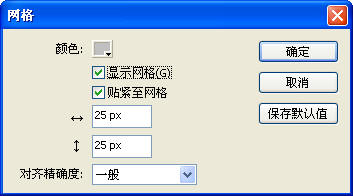 网格
颜色:
确定
显示网格(G)
取消
贴紧至网格
保存默认值
↔ 25 px
↕ 25 px
对齐精确度: 一般